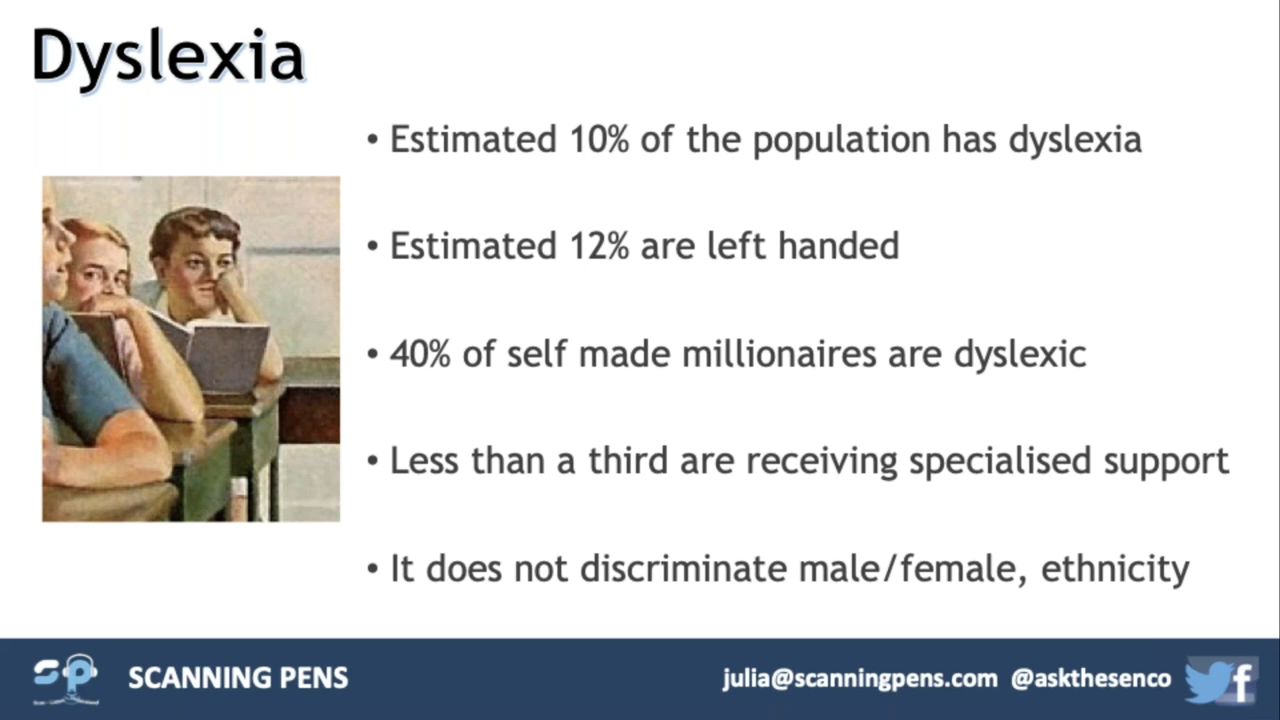 Dyslexia
• Estimated 10% of the population has dyslexia
• Estimated 12% are left handed
• 40% of self made millionaires are dyslexic
• Less than a third are receiving specialised support
• It does not discriminate male/female, ethnicity
sp SCANNING PENS julia@scanningpens.com @askthesenco f